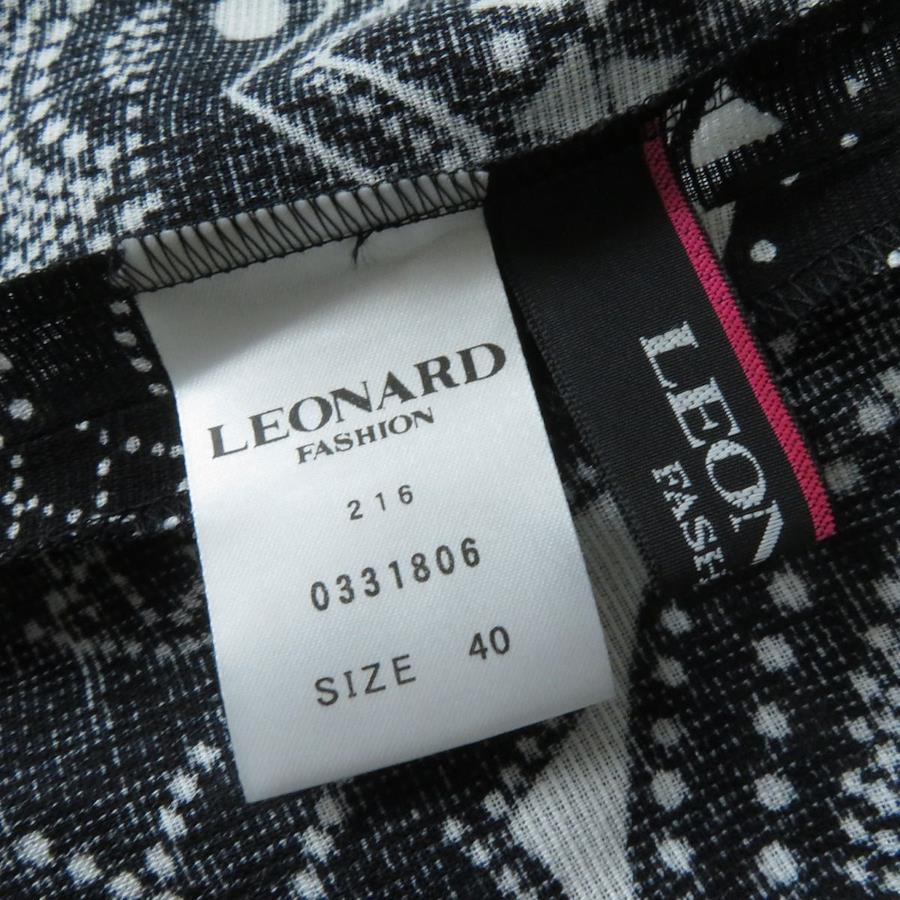 LEONARD
FASHION
216
0331806
SIZE 40
LEON
FASH